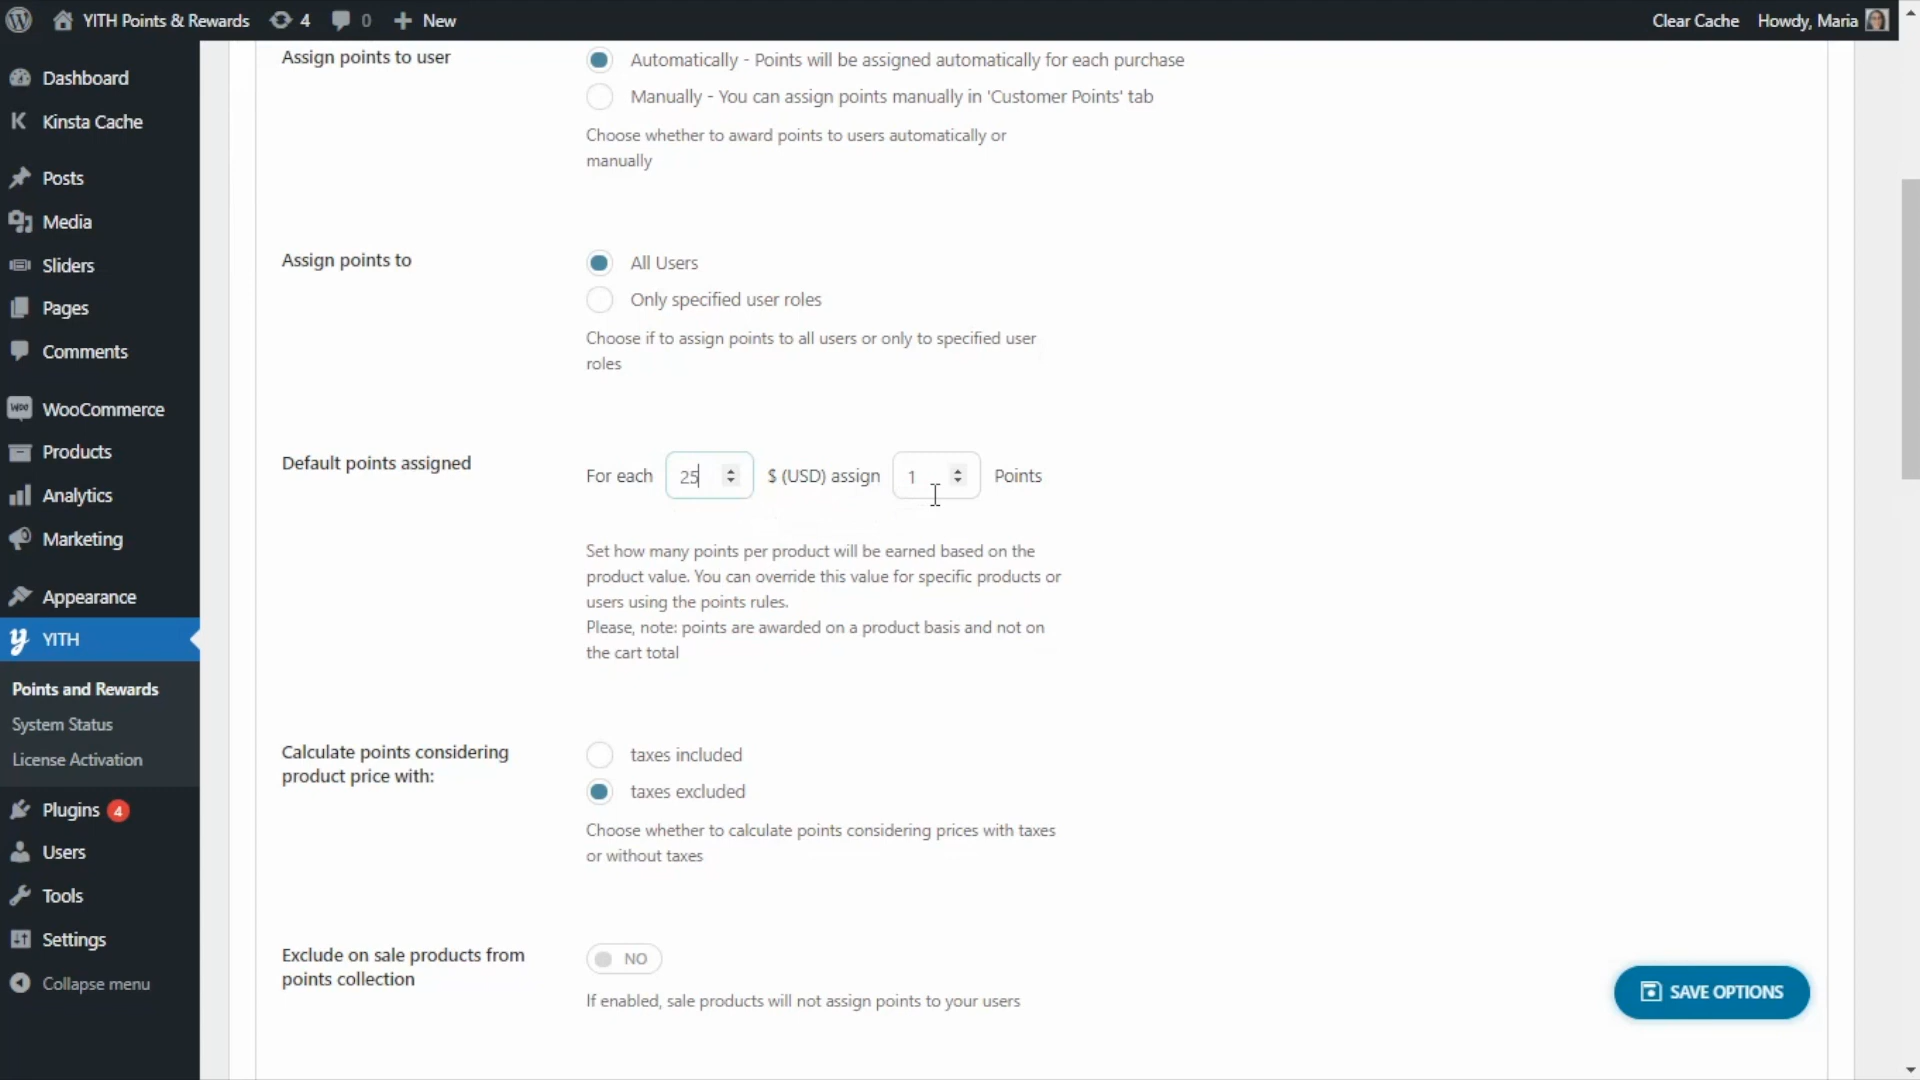 YITH Points & Rewards 4 0 New Clear Cache Howdy, Maria
Dashboard
Kinsta Cache
Posts
Media
Sliders
Pages
Comments
WooCommerce
Products
Analytics
Marketing
Appearance
YITH
Points and Rewards
System Status
License Activation
Plugins 4
Users
Tools
Settings
Collapse menu
Assign points to user
Automatically - Points will be assigned automatically for each purchase
Manually - You can assign points manually in 'Customer Points' tab
Choose whether to award points to users automatically or
manually
Assign points to
All Users
Only specified user roles
Choose if to assign points to all users or only to specified user
roles
Default points assigned
For each 25 $ (USD) assign 1 Points
Set how many points per product will be earned based on the
product value. You can override this value for specific products or
users using the points rules.
Please, note: points are awarded on a product basis and not on
the cart total
Calculate points considering
product price with:
taxes included
taxes excluded
Choose whether to calculate points considering prices with taxes
or without taxes
Exclude on sale products from
points collection
NO
If enabled, sale products will not assign points to your users
SAVE OPTIONS